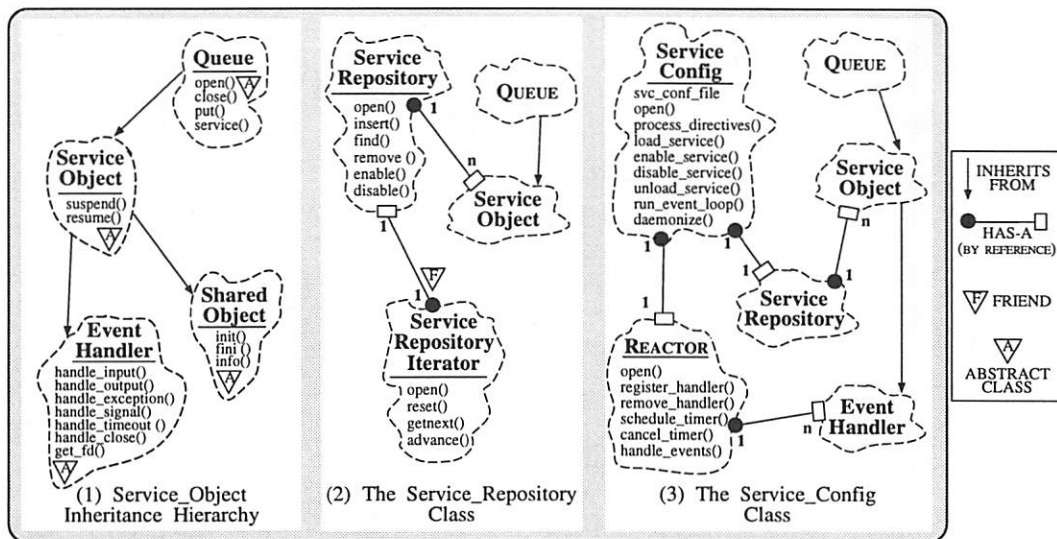 Queue
open()
A
close()
put()
service()
Service
Object
suspend()
resume()
A
Event
Handler
handle_input()
handle_output()
handle_exception()
handle_signal()
handle_timeout ()
handle_close()
get_fd()
A
Shared
Object
init()
fini ()
info()
A
(1) Service_Object
Inheritance Hierarchy
Service
Repository
open()
insert()
find()
remove ()
enable()
disable()
1
QUEUE
n
Service
Object
1
F
1
Service
Repository
Iterator
open()
reset()
getnext()
advance()
(2) The Service_Repository
Class
Service
Config
svc_conf_file
open()
process_directives()
load_service()
enable_service()
disable_service()
unload_service()
run_event_loop()
daemonize()
QUEUE
Service
Object
n
1
1
1
1
1
Service
Repository
REACTOR
open()
register_handler()
remove_handler()
schedule_timer()
cancel_timer()
handle_events()
1
n
Event
Handler
(3) The Service_Config
Class
INHERITS
FROM
HAS-A
(BY REFERENCE)
F
FRIEND
A
ABSTRACT
CLASS